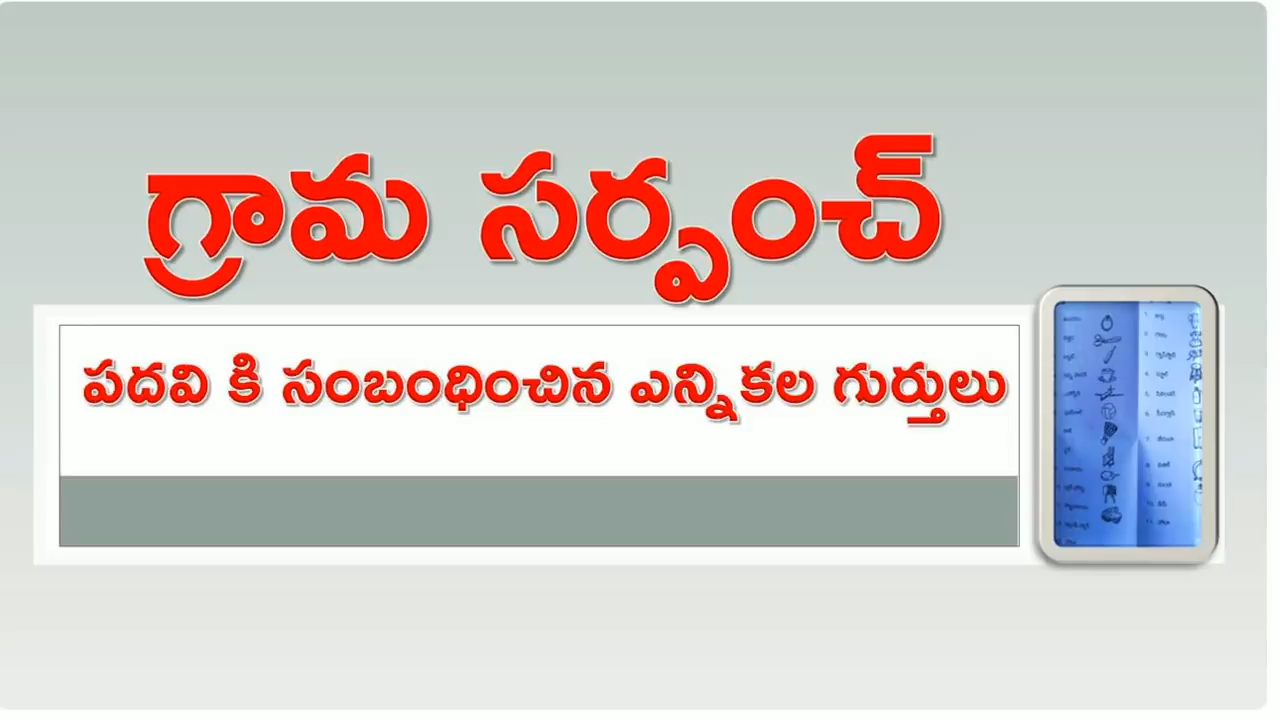 గ్రామ సర్పంచ్
పదవి కి సంబంధించిన ఎన్నికల గుర్తులు